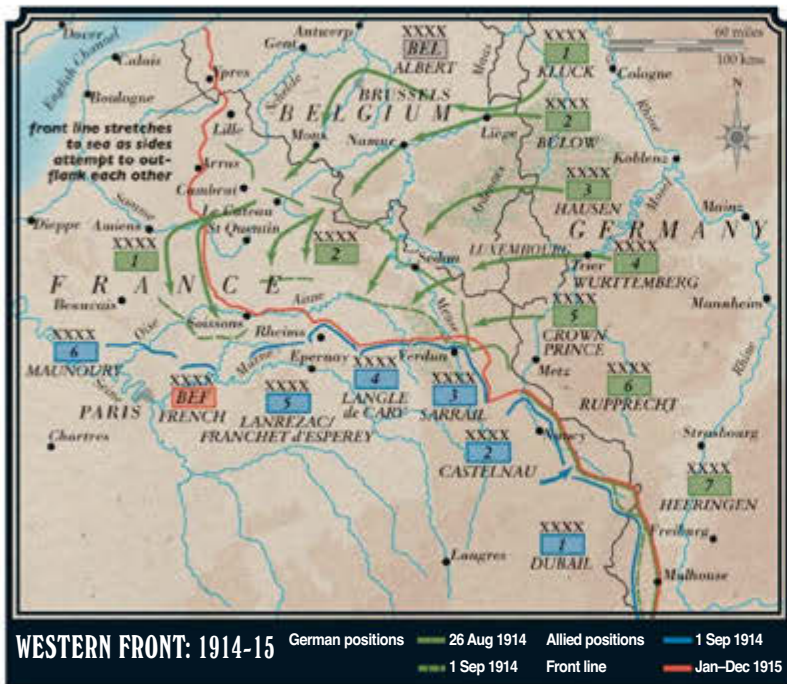 Dover
Calais
English Channel
Boulogne
Ypres
Gent
Antwerp
Schelde
XXXX
BEL
ALBERT
Maas
XXXX
1
KLUCK
60 miles
100 kms
Cologne
Rhine
N
front line stretches
to sea as sides
attempt to out-
flank each other
Lille
BRUSSELS
BELGIUM
Mons
Namur
Liège
XXXX
2
BULOW
Koblenz
Arras
Cambrai
Le Cateau
St Quentin
Somme
Dieppe
Amiens
Ardennes
XXXX
3
HAUSEN
Mosel
Mainz
GERMANY
XXXX
1
XXXX
2
Sedan
LUXEMBOURG
Trier
XXXX
4
WURTTEMBERG
FRANCE
Beauvais
Oise
Soissons
Aisne
Rheims
Meuse
XXXX
5
CROWN
PRINCE
Mannheim
Rhine
XXXX
6
MAUNOURY
Marne
Epernay
Verdun
Metz
Seine
PARIS
XXXX
BEF
FRENCH
XXXX
5
LANREZAC/
FRANCHET d'ESPEREY
XXXX
4
LANGLE
de CARY
XXXX
3
SARRAIL
XXXX
6
RUPPRECHT
Chartres
XXXX
2
CASTELNAU
Nancy
Strasbourg
XXXX
7
HEERINGEN
Freiburg
XXXX
1
DUBAIL
Langres
Mulhouse
WESTERN FRONT: 1914-15
German positions
26 Aug 1914
1 Sep 1914
Allied positions
1 Sep 1914
Front line
Jan–Dec 1915